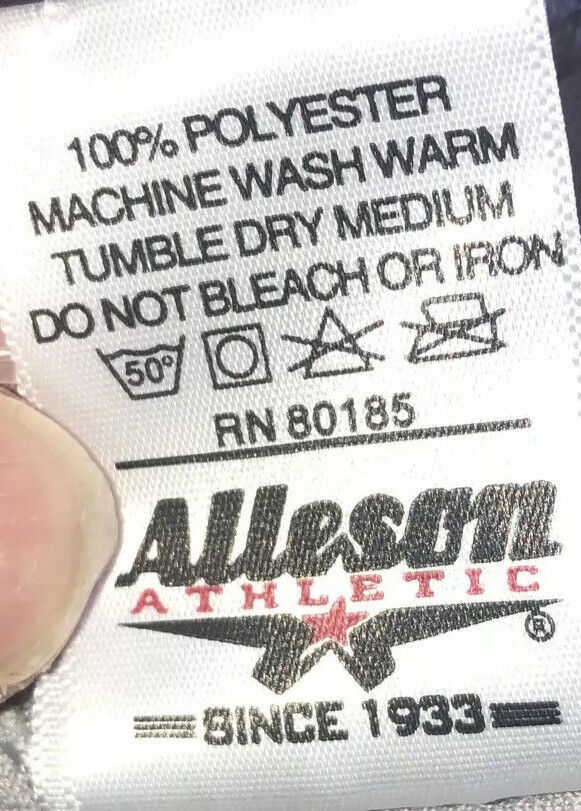 100% POLYESTER
MACHINE WASH WARM
TUMBLE DRY MEDIUM
DO NOT BLEACH OR IRON
50°
RN 80185
Alleson
ATHLETIC
®
SINCE 1933